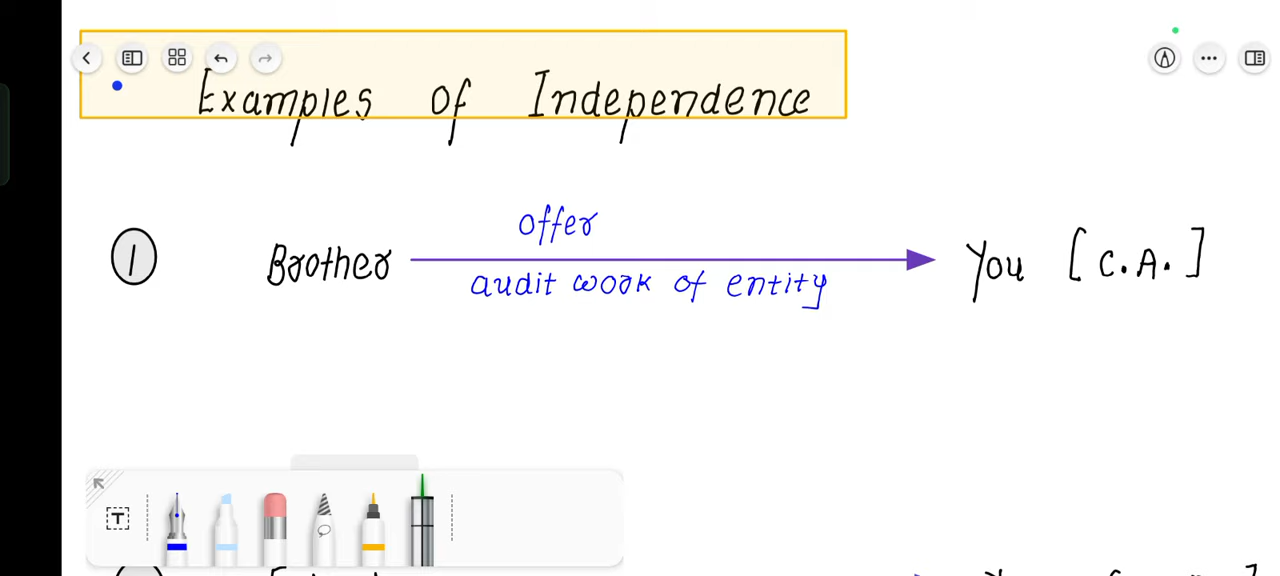 Examples of Independence
① Brother offer You [C.A.]
audit work of entity